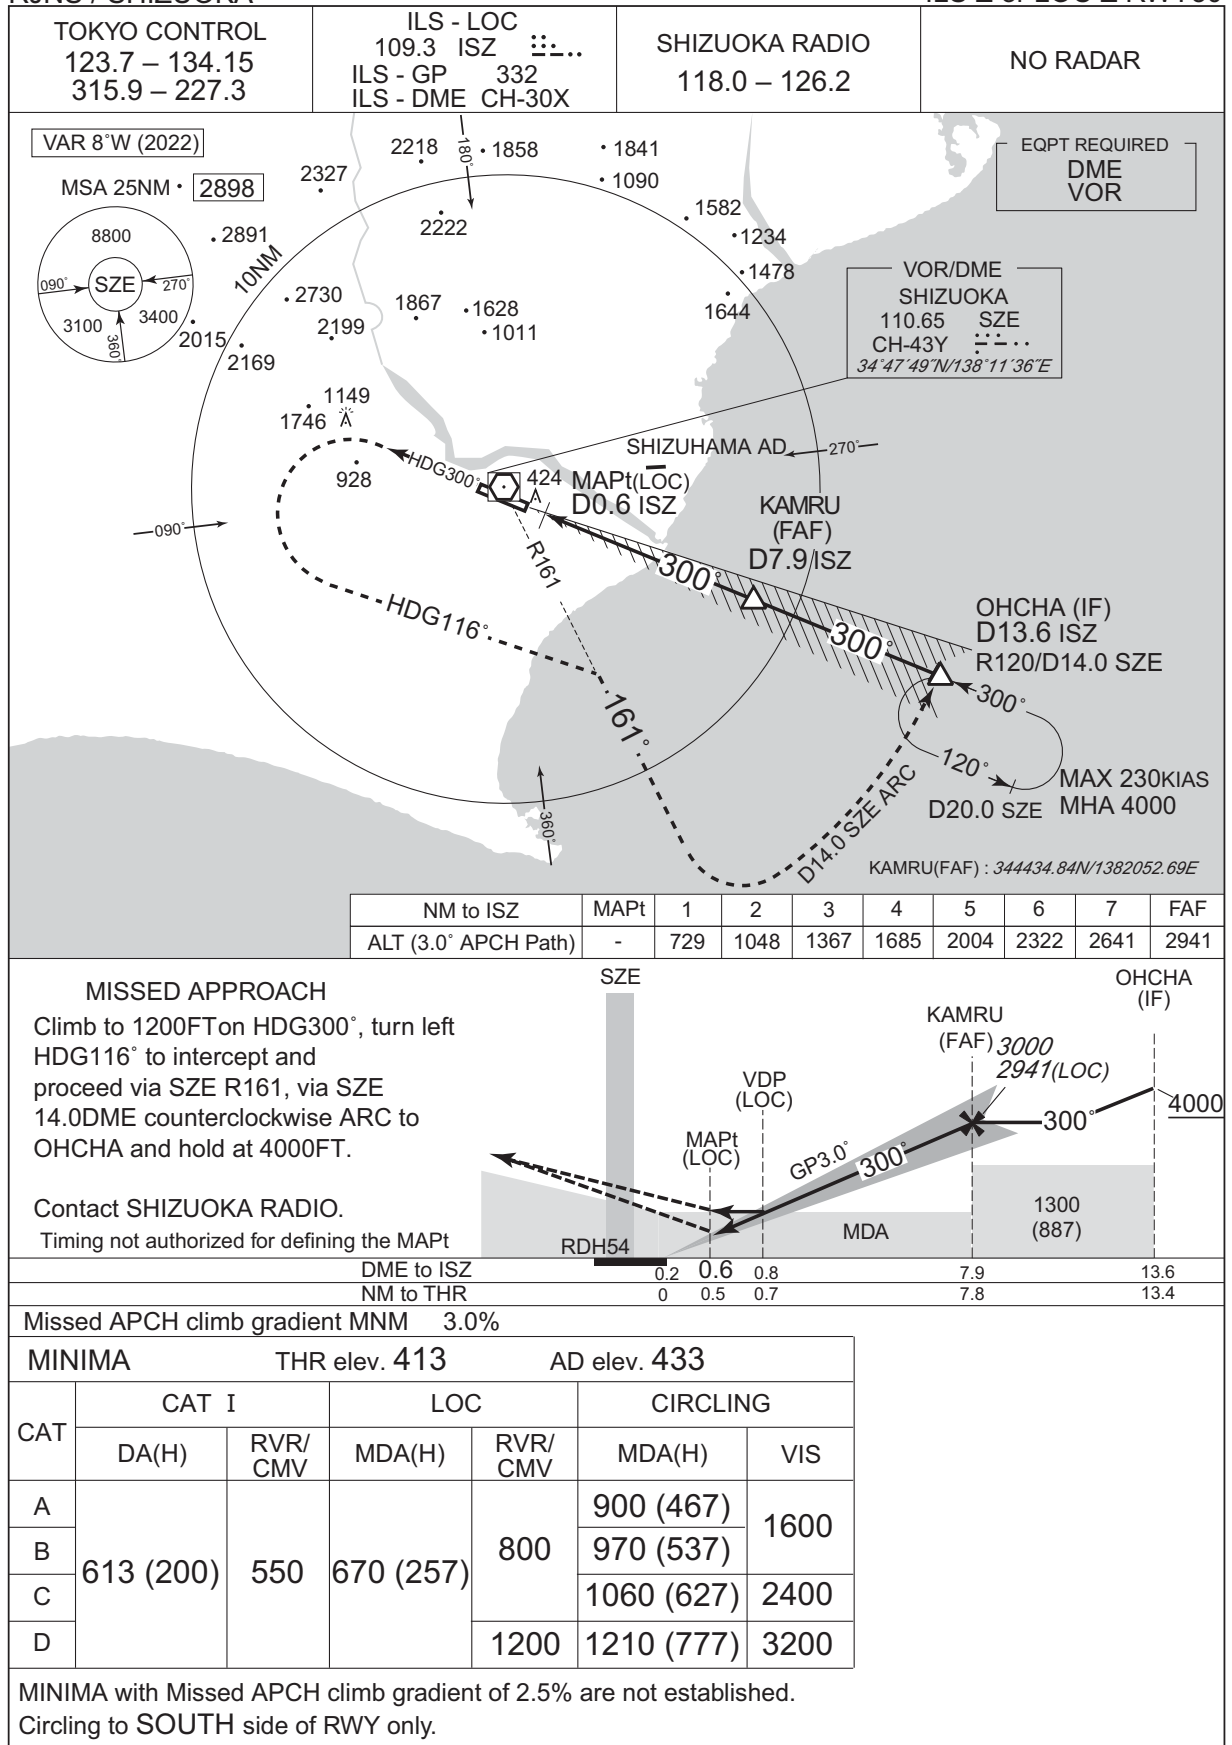 TOKYO CONTROL
123.7 – 134.15
315.9 – 227.3
ILS - LOC
109.3 ISZ
ILS - GP 332
ILS - DME CH-30X
SHIZUOKA RADIO
118.0 – 126.2
NO RADAR
VAR 8°W (2022)
MSA 25NM
2898
8800
090°
SZE
270°
3100
3400
360°
2015
2891
2327
2218
180°
1858
1841
1090
2222
1582
1234
1478
1644
10NM
2730
2199
2169
1867
1628
1011
EQPT REQUIRED
DME
VOR
VOR/DME
SHIZUOKA
110.65 SZE
CH-43Y
34°47´49˝N/138°11´36˝E
1149
1746
928
HDG300°
424
SHIZUHAMA AD
270°
MAPt(LOC)
D0.6 ISZ
KAMRU
(FAF)
D7.9 ISZ
090°
R161
300°
HDG116°
300°
OHCHA (IF)
D13.6 ISZ
R120/D14.0 SZE
300°
161°
120°
D20.0 SZE
MAX 230KIAS
MHA 4000
D14.0 SZE ARC
360°
KAMRU(FAF) : 344434.84N/1382052.69E
NM to ISZ MAPt 1 2 3 4 5 6 7 FAF
ALT (3.0° APCH Path) - 729 1048 1367 1685 2004 2322 2641 2941
MISSED APPROACH
Climb to 1200FTon HDG300°, turn left
HDG116° to intercept and
proceed via SZE R161, via SZE
14.0DME counterclockwise ARC to
OHCHA and hold at 4000FT.
Contact SHIZUOKA RADIO.
Timing not authorized for defining the MAPt
SZE
OHCHA
(IF)
KAMRU
(FAF)
3000
2941(LOC)
VDP
(LOC)
MAPt
(LOC)
GP3.0°
300°
300°
4000
1300
(887)
MDA
RDH54
DME to ISZ 0.2 0.6 0.8 7.9 13.6
NM to THR 0 0.5 0.7 7.8 13.4
Missed APCH climb gradient MNM 3.0%
MINIMA THR elev. 413 AD elev. 433
CAT CAT I LOC CIRCLING
DA(H) RVR/CMV MDA(H) RVR/CMV MDA(H) VIS
A 613 (200) 550 670 (257) 800 900 (467) 1600
B 970 (537)
C 1060 (627) 2400
D 1200 1210 (777) 3200
MINIMA with Missed APCH climb gradient of 2.5% are not established.
Circling to SOUTH side of RWY only.